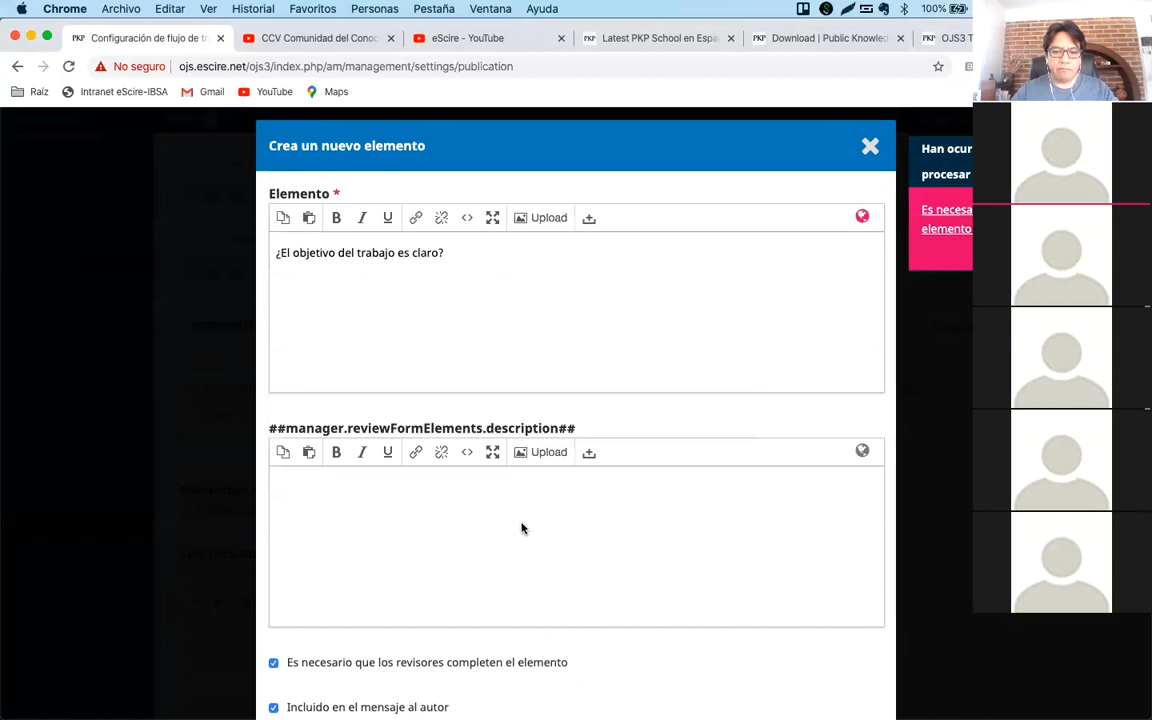 Chrome Archivo Editar Ver Historial Favoritos Personas Pestaña Ventana Ayuda 100%
PKP Configuración de flujo de tr CCV Comunidad del Conoc eScire - YouTube PKP Latest PKP School en Espa PKP Download | Public Knowled PKP OJS3 T
No seguro ojs.escire.net/ojs3/index.php/am/management/settings/publication
Raíz Intranet eScire-IBSA Gmail YouTube Maps
Crea un nuevo elemento
Han ocur
procesar
Elemento *
Es necesa
elemento
B I U Upload
¿El objetivo del trabajo es claro?
##manager.reviewFormElements.description##
B I U Upload
Es necesario que los revisores completen el elemento
Incluido en el mensaje al autor